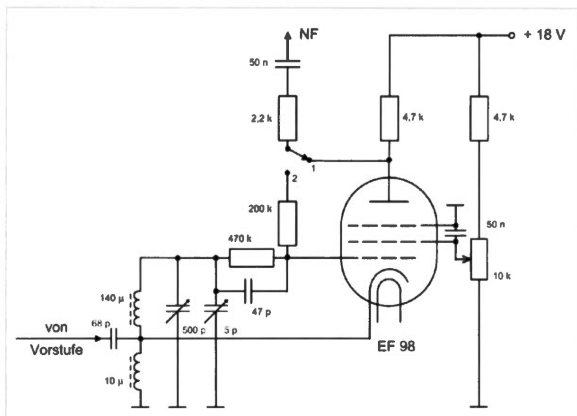 NF
+ 18 V
50 n
2,2 k
4,7 k
4,7 k
1
2
200 k
50 n
470 k
10 k
140 µ
47 p
von
68 p
500 p
5 p
Vorstufe
EF 98
10 µ